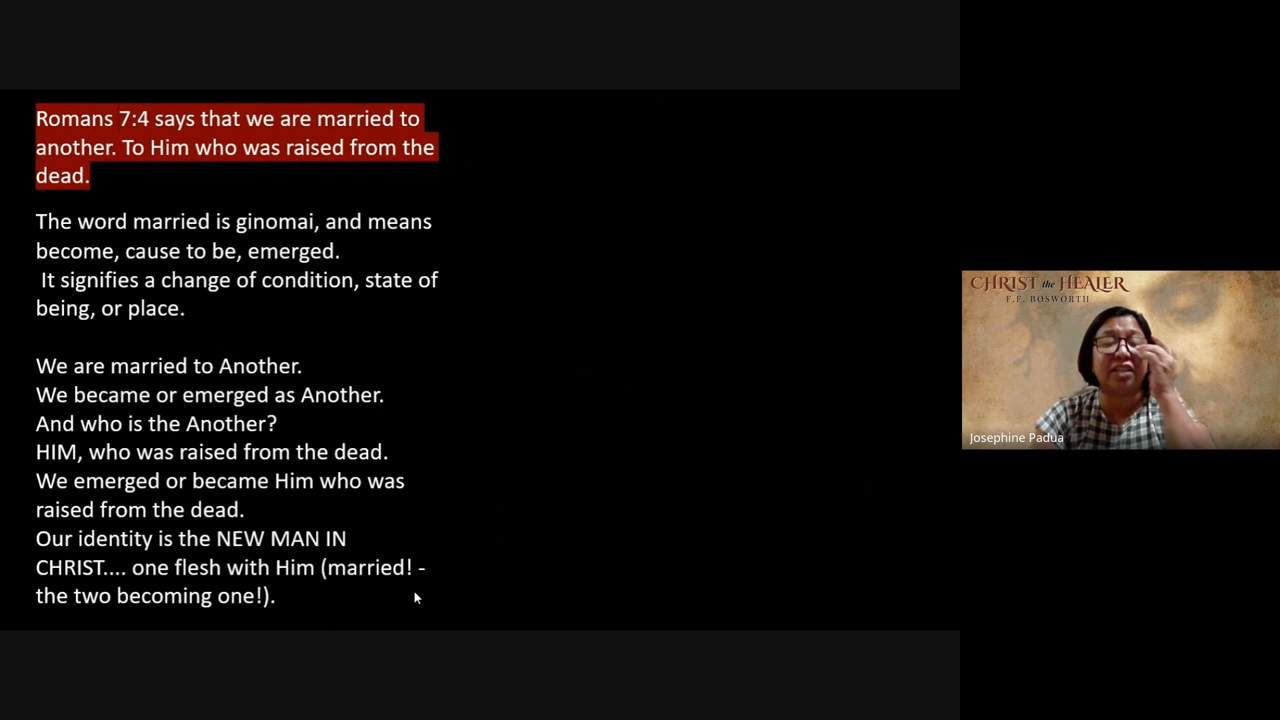 Romans 7:4 says that we are married to
another. To Him who was raised from the
dead.
The word married is ginomai, and means
become, cause to be, emerged.
It signifies a change of condition, state of
being, or place.
We are married to Another.
We became or emerged as Another.
And who is the Another?
HIM, who was raised from the dead.
We emerged or became Him who was
raised from the dead.
Our identity is the NEW MAN IN
CHRIST.... one flesh with Him (married! -
the two becoming one!).
CHRIST the HEALER
F.F. BOSWORTH
Josephine Padua